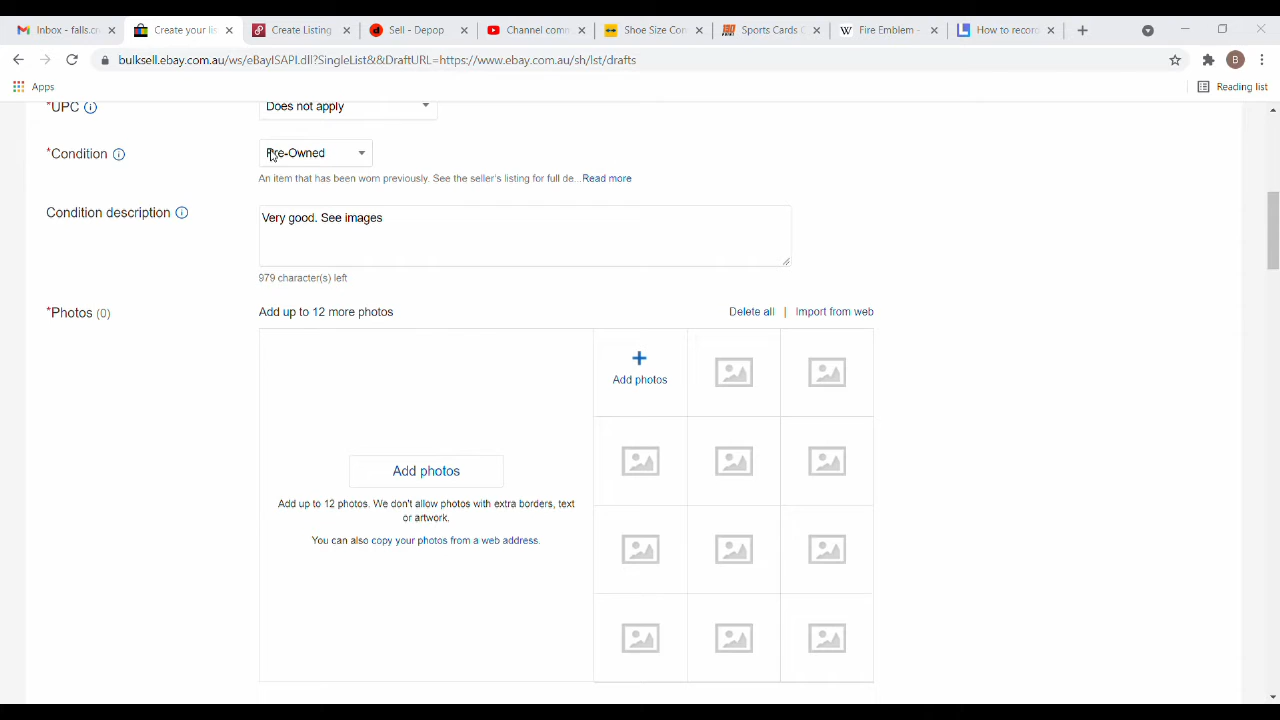 Inbox - falls.cr
Create your lis
Create Listing
Sell - Depop
Channel com
Shoe Size Con
Sports Cards
Fire Emblem -
How to recor
bulksell.ebay.com.au/ws/eBayISAPI.dll?SingleList&&DraftURL=https://www.ebay.com.au/sh/lst/drafts
B
Apps
Reading list
*UPC
Does not apply
*Condition
Pre-Owned
An item that has been worn previously. See the seller's listing for full de...Read more
Condition description
Very good. See images
979 character(s) left
*Photos (0)
Add up to 12 more photos
Delete all | Import from web
Add photos
Add photos
Add up to 12 photos. We don't allow photos with extra borders, text
or artwork.
You can also copy your photos from a web address.